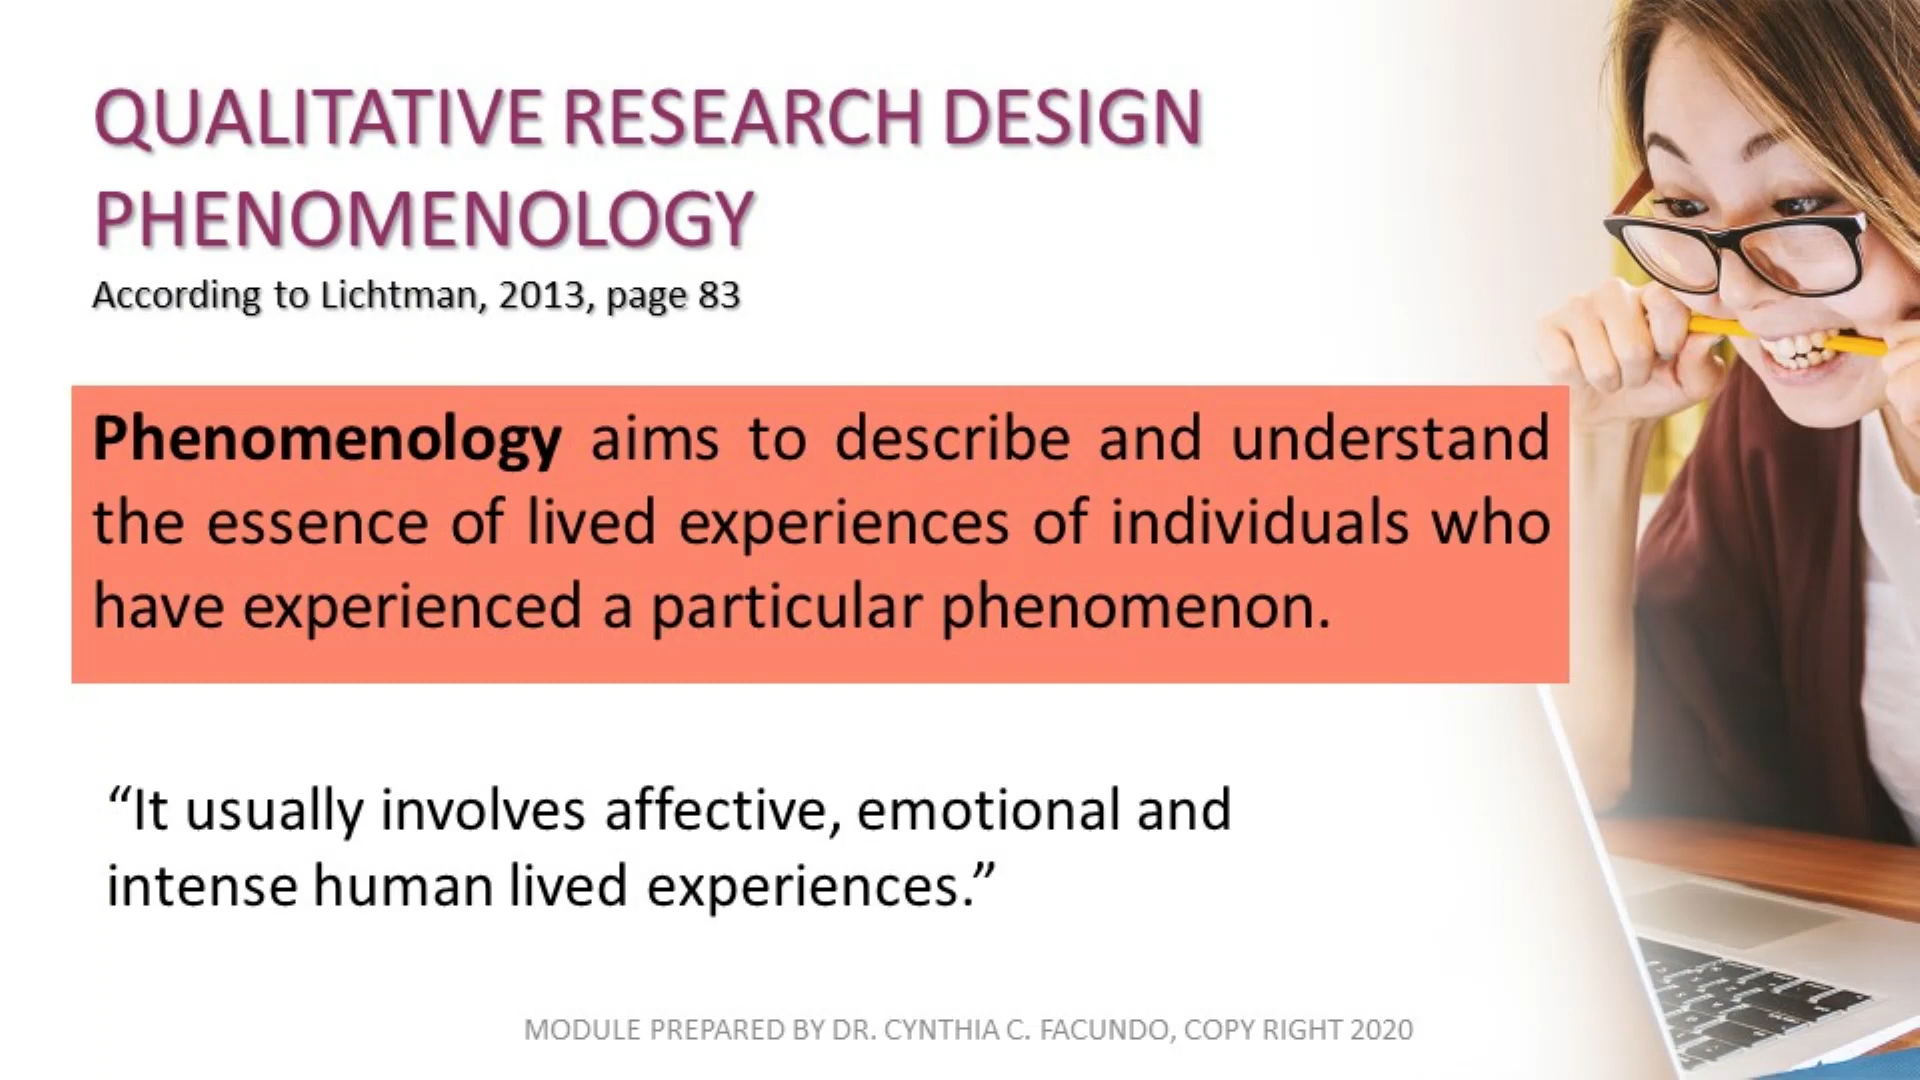 QUALITATIVE RESEARCH DESIGN
PHENOMENOLOGY
According to Lichtman, 2013, page 83
Phenomenology aims to describe and understand
the essence of lived experiences of individuals who
have experienced a particular phenomenon.
“It usually involves affective, emotional and
intense human lived experiences.”
MODULE PREPARED BY DR. CYNTHIA C. FACUNDO, COPY RIGHT 2020